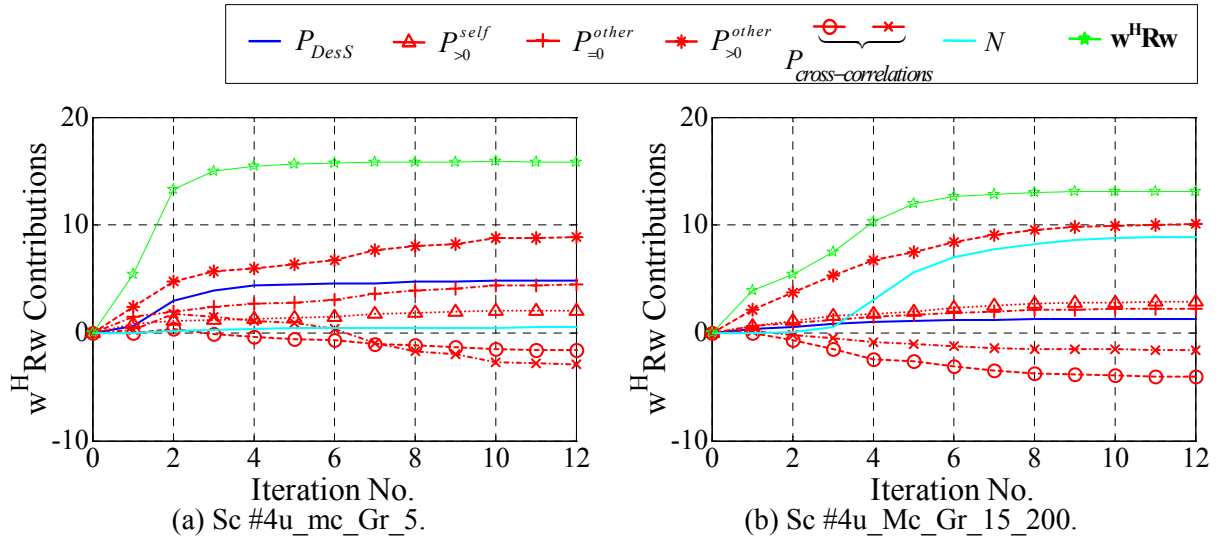 P_DesS P^self_>0 P^other_=0 P^other_>0 P_cross−correlations N w^H Rw
20
10
0
-10
0 2 4 6 8 10 12
w^H Rw Contributions
Iteration No.
(a) Sc #4u_mc_Gr_5.
20
10
0
-10
0 2 4 6 8 10 12
w^H Rw Contributions
Iteration No.
(b) Sc #4u_Mc_Gr_15_200.